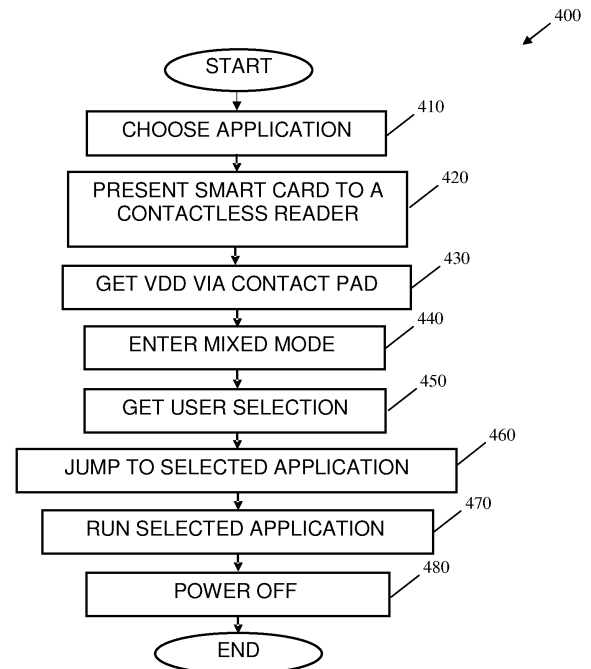 400
START
410
CHOOSE APPLICATION
420
PRESENT SMART CARD TO A
CONTACTLESS READER
430
GET VDD VIA CONTACT PAD
440
ENTER MIXED MODE
450
GET USER SELECTION
460
JUMP TO SELECTED APPLICATION
470
RUN SELECTED APPLICATION
480
POWER OFF
END